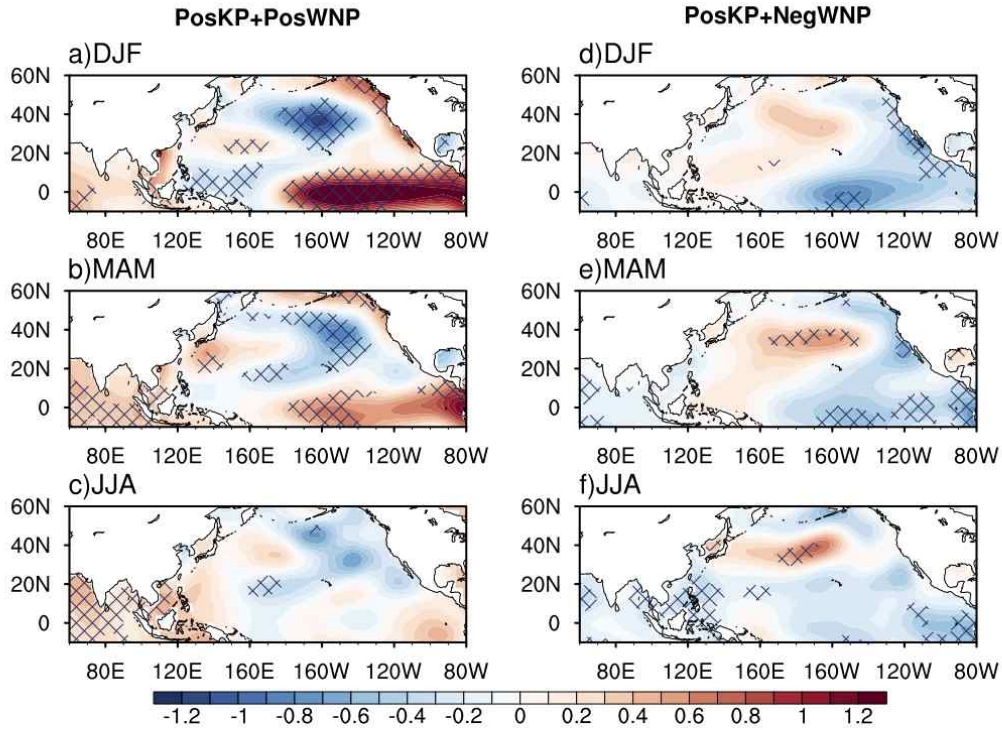 PosKP+PosWNP
PosKP+NegWNP
a)DJF
60N
40N
20N
0
80E 120E 160E 160W 120W 80W
d)DJF
60N
40N
20N
0
80E 120E 160E 160W 120W 80W
b)MAM
60N
40N
20N
0
80E 120E 160E 160W 120W 80W
e)MAM
60N
40N
20N
0
80E 120E 160E 160W 120W 80W
c)JJA
60N
40N
20N
0
80E 120E 160E 160W 120W 80W
f)JJA
60N
40N
20N
0
80E 120E 160E 160W 120W 80W
-1.2 -1 -0.8 -0.6 -0.4 -0.2 0 0.2 0.4 0.6 0.8 1 1.2